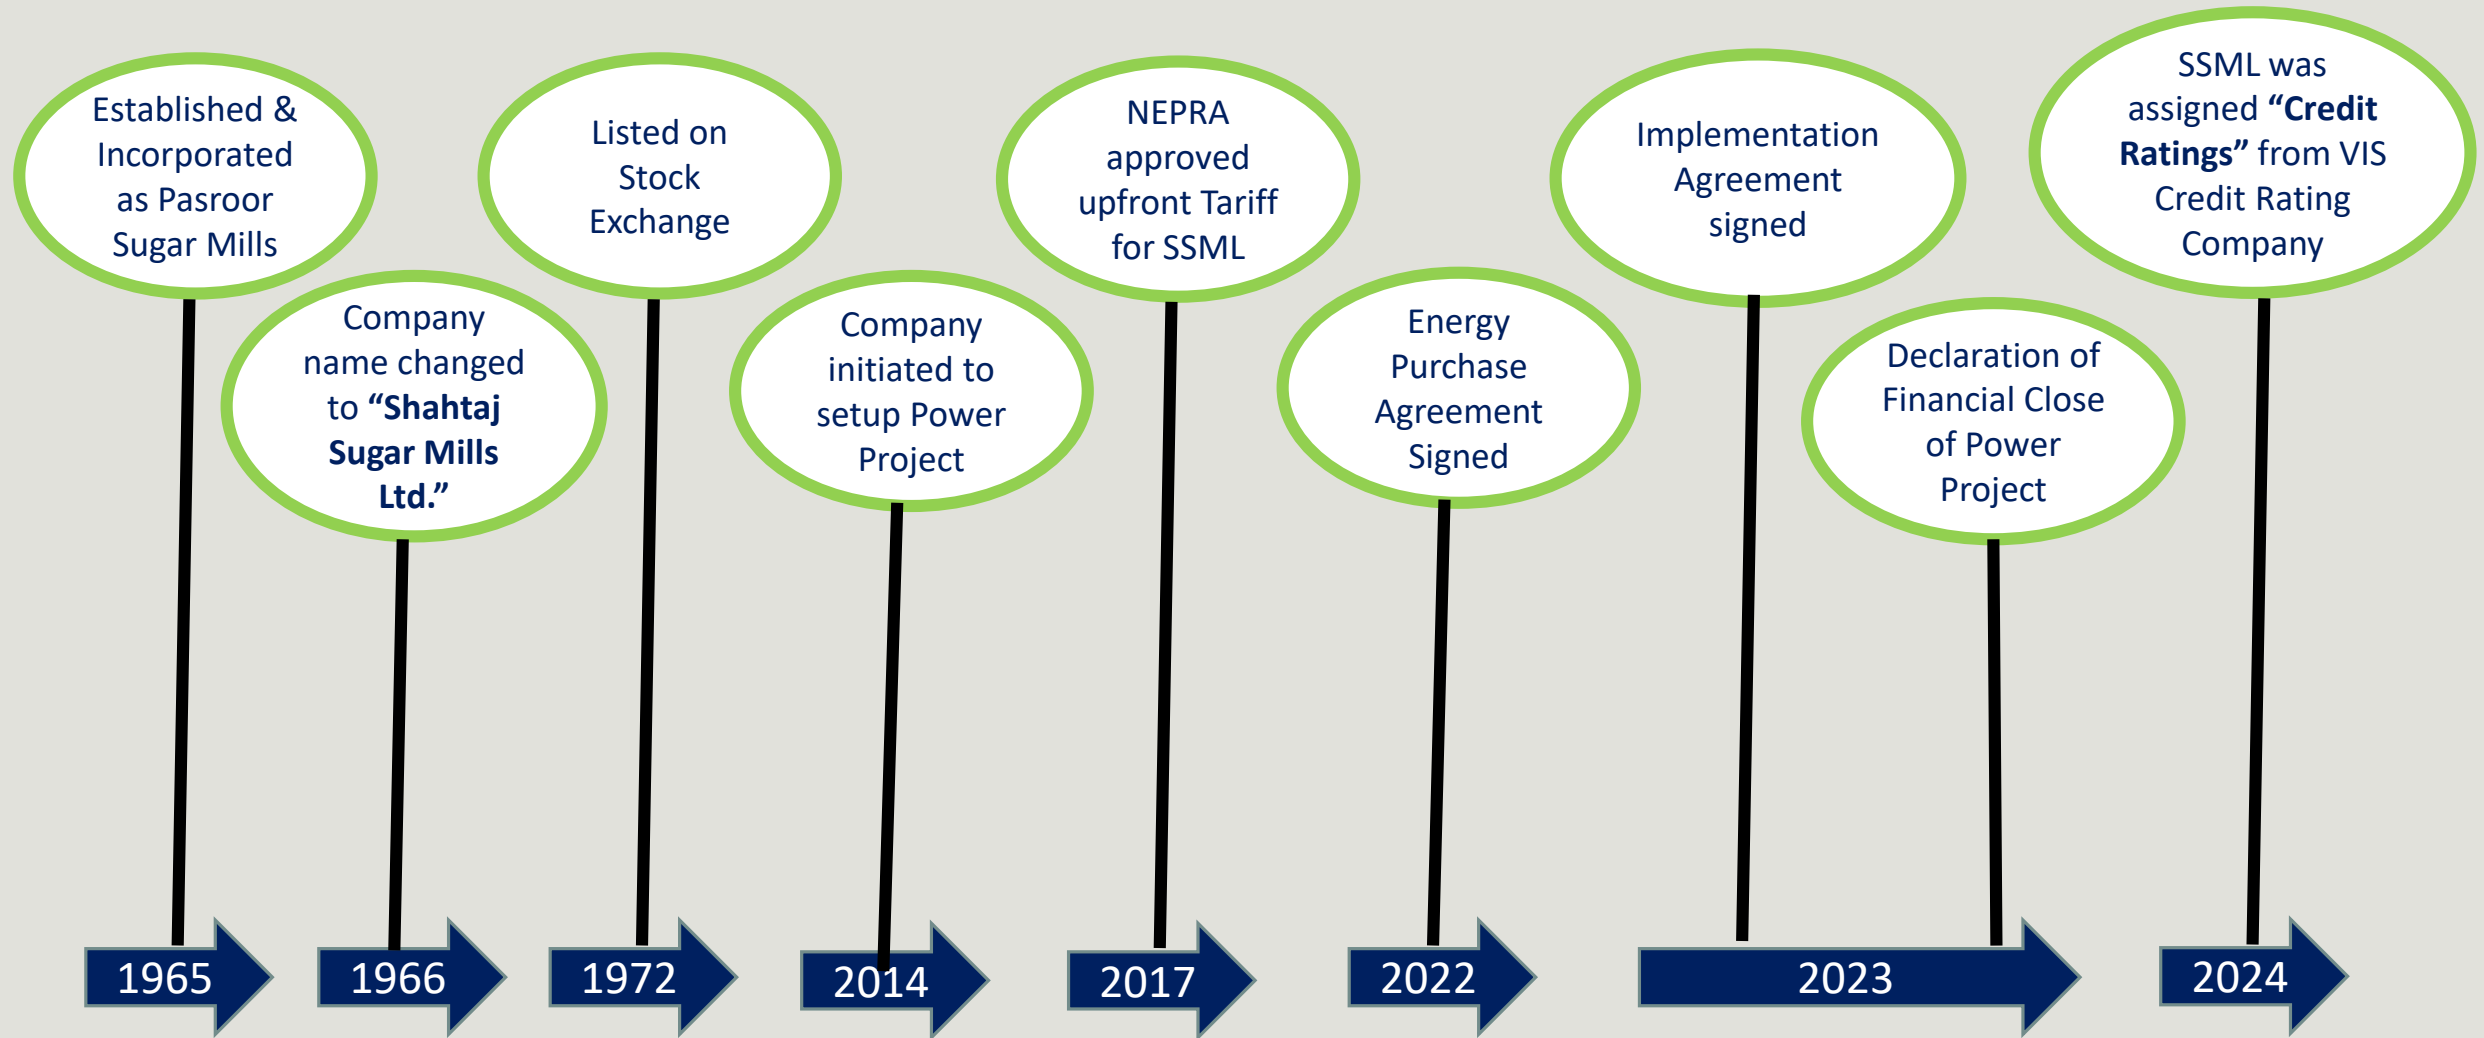 Established &
Incorporated
as Pasroor
Sugar Mills
Company
name changed
to “Shahtaj
Sugar Mills
Ltd.”
Listed on
Stock
Exchange
Company
initiated to
setup Power
Project
NEPRA
approved
upfront Tariff
for SSML
Energy
Purchase
Agreement
Signed
Implementation
Agreement
signed
Declaration of
Financial Close
of Power
Project
SSML was
assigned “Credit
Ratings” from VIS
Credit Rating
Company
1965
1966
1972
2014
2017
2022
2023
2024